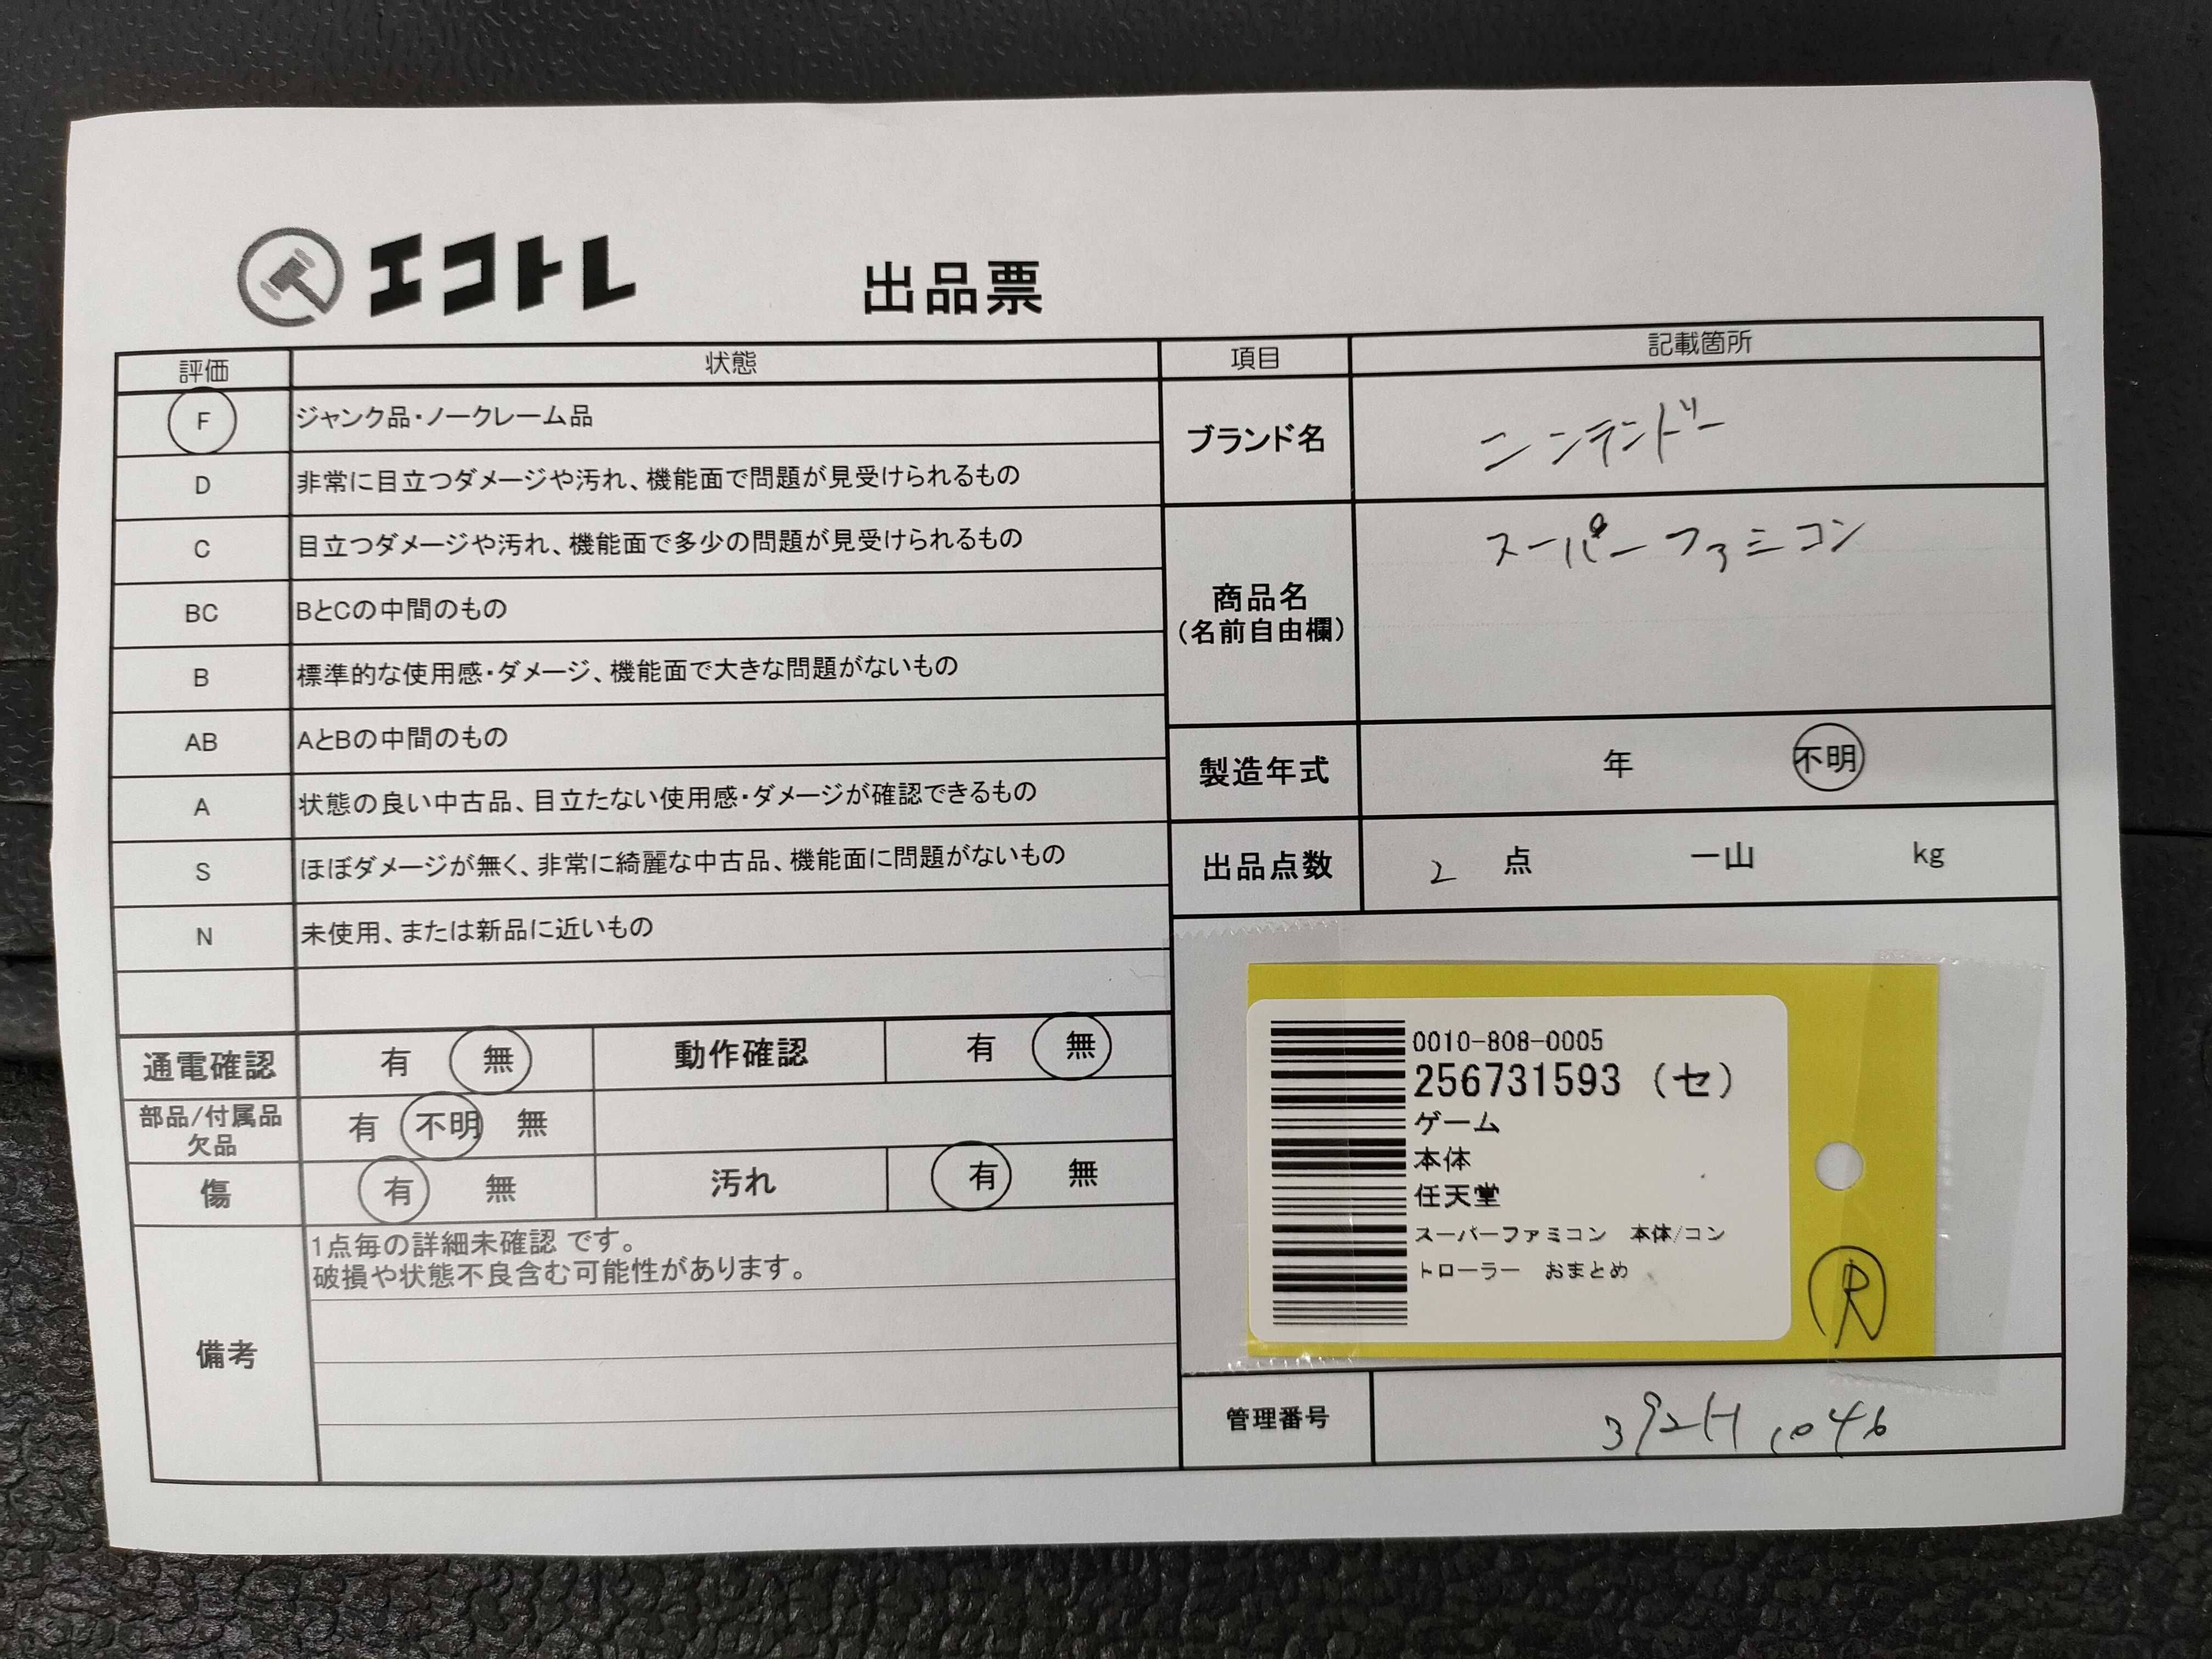 エコトレ 出品票
評価 状態
F ジャンク品・ノークレーム品
D 非常に目立つダメージや汚れ、機能面で問題が見受けられるもの
C 目立つダメージや汚れ、機能面で多少の問題が見受けられるもの
BC BとCの中間のもの
B 標準的な使用感・ダメージ、機能面で大きな問題がないもの
AB AとBの中間のもの
A 状態の良い中古品、目立たない使用感・ダメージが確認できるもの
S ほぼダメージが無く、非常に綺麗な中古品、機能面に問題がないもの
N 未使用、または新品に近いもの
通電確認 有 無 動作確認 有 無
部品/付属品
欠品 有 不明 無
傷 有 無 汚れ 有 無
備考
1点毎の詳細未確認 です。
破損や状態不良含む可能性があります。
項目 記載箇所
ブランド名 ニンテンドー
商品名
(名前自由欄)
スーパーファミコン
製造年式 年 不明
出品点数 2 点 一山 kg
0010-808-0005
256731593 (セ)
ゲーム
本体
任天堂
スーパーファミコン 本体/コン
トローラー おまとめ
R
管理番号 392H1046